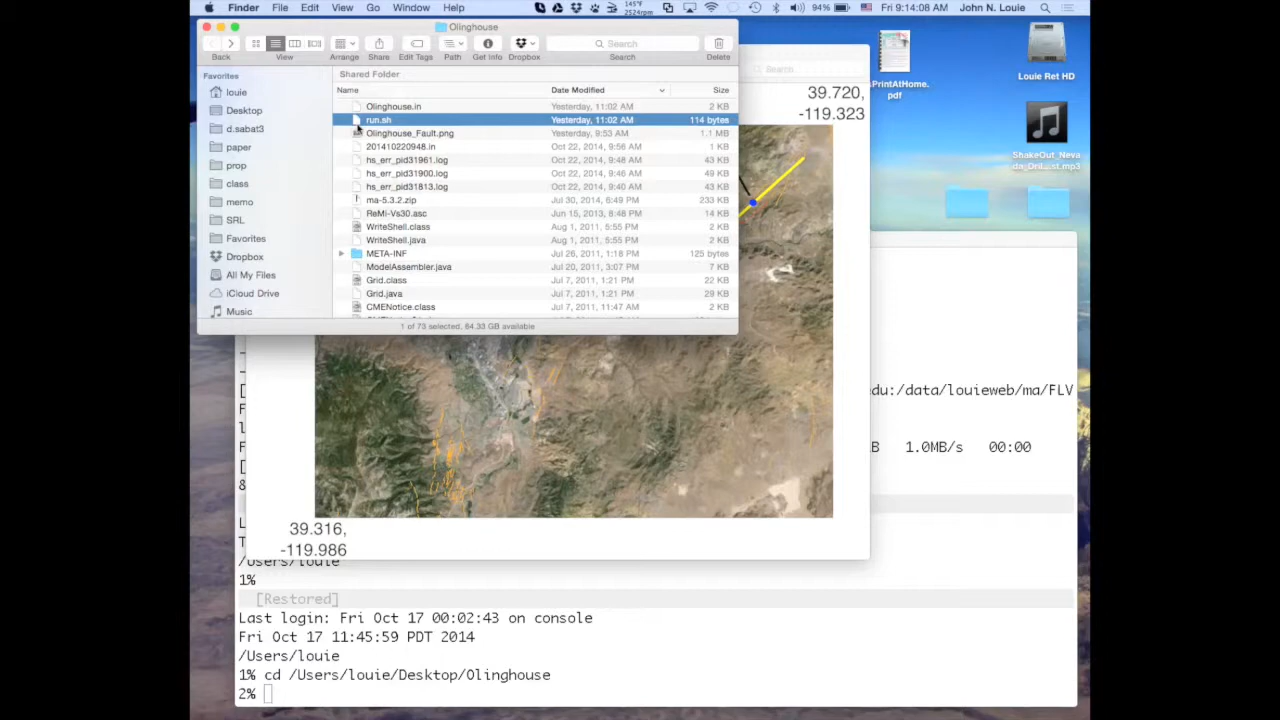 Finder File Edit View Go Window Help 145°F 2524rpm 94% Fri 9:14:08 AM John N. Louie
Olinghouse
Back View Arrange Share Edit Tags Path Get Info Dropbox Search Delete
Search
Search
Shared Folder
Favorites
louie
Desktop
d.sabat3
paper
prop
class
memo
SRL
Favorites
Dropbox
All My Files
iCloud Drive
Music
Name Date Modified Size
Olinghouse.in Yesterday, 11:02 AM 2 KB
run.sh Yesterday, 11:02 AM 114 bytes
Olinghouse_Fault.png Yesterday, 9:53 AM 1.1 MB
201410220948.in Oct 22, 2014, 9:56 AM 2 KB
hs_err_pid31961.log Oct 22, 2014, 9:48 AM 43 KB
hs_err_pid31900.log Oct 22, 2014, 9:46 AM 49 KB
hs_err_pid31813.log Oct 22, 2014, 9:40 AM 43 KB
ma-5.3.2.zip Jul 30, 2014, 6:49 PM 233 KB
ReMi-Vs30.asc Jun 15, 2013, 8:48 PM 14 KB
WriteShell.class Aug 1, 2011, 5:55 PM 2 KB
WriteShell.java Aug 1, 2011, 5:55 PM 2 KB
META-INF Jul 26, 2011, 1:18 PM 125 bytes
ModelAssembler.java Jul 20, 2011, 3:07 PM 7 KB
Grid.class Jul 7, 2011, 1:21 PM 22 KB
Grid.java Jul 7, 2011, 1:21 PM 29 KB
CMENotice.class Jul 7, 2011, 11:47 AM 2 KB
1 of 73 selected, 64.33 GB available
39.720,
-119.323
PrintAtHome.
pdf
Louie Ret HD
ShakeOut_Neva
da_Dril...ast.mp3
39.316,
-119.986
du:/data/louieweb/ma/FLV
B 1.0MB/s 00:00
/Users/louie
1%
[Restored]
Last login: Fri Oct 17 00:02:43 on console
Fri Oct 17 11:45:59 PDT 2014
/Users/louie
1% cd /Users/louie/Desktop/Olinghouse
2%